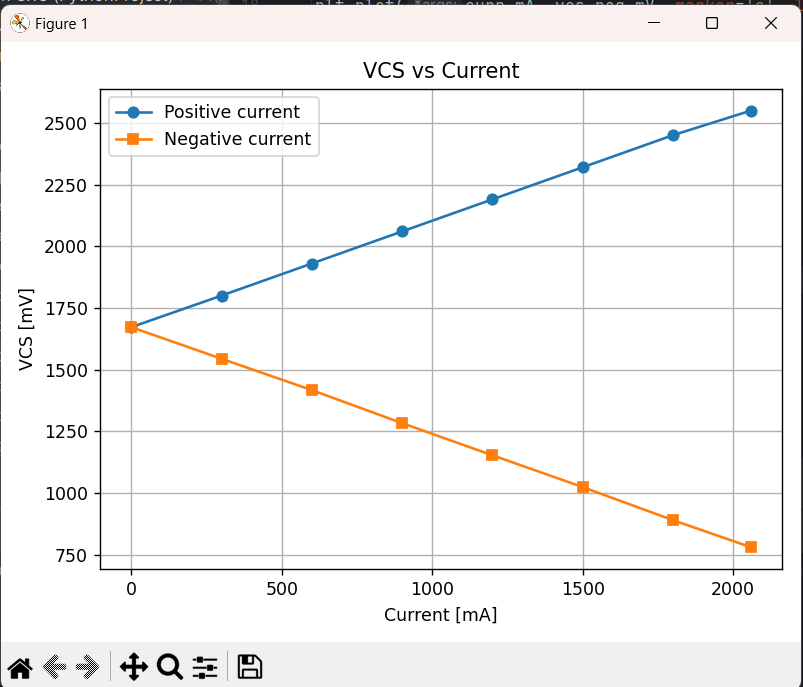 Figure 1
VCS vs Current
Positive current
Negative current
2500
2250
2000
1750
1500
1250
1000
750
VCS [mV]
0
500
1000
1500
2000
Current [mA]